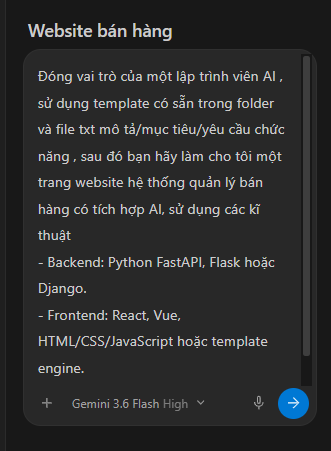 Website bán hàng
Đóng vai trò của một lập trình viên AI ,
sử dụng template có sẵn trong folder
và file txt mô tả/mục tiêu/yêu cầu chức
năng , sau đó bạn hãy làm cho tôi một
trang website hệ thống quản lý bán
hàng có tích hợp AI, sử dụng các kĩ
thuật
- Backend: Python FastAPI, Flask hoặc
Django.
- Frontend: React, Vue,
HTML/CSS/JavaScript hoặc template
engine.
Gemini 3.6 Flash High